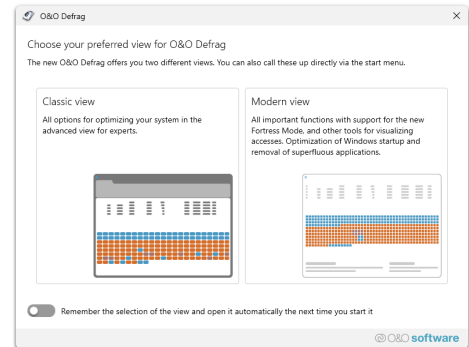 O&O Defrag
Choose your preferred view for O&O Defrag
The new O&O Defrag offers you two different views. You can also call these up directly via the start menu.
Classic view
All options for optimizing your system in the
advanced view for experts.
Modern view
All important functions with support for the new
Fortress Mode, and other tools for visualizing
accesses. Optimization of Windows startup and
removal of superfluous applications.
Remember the selection of the view and open it automatically the next time you start it
O&O software